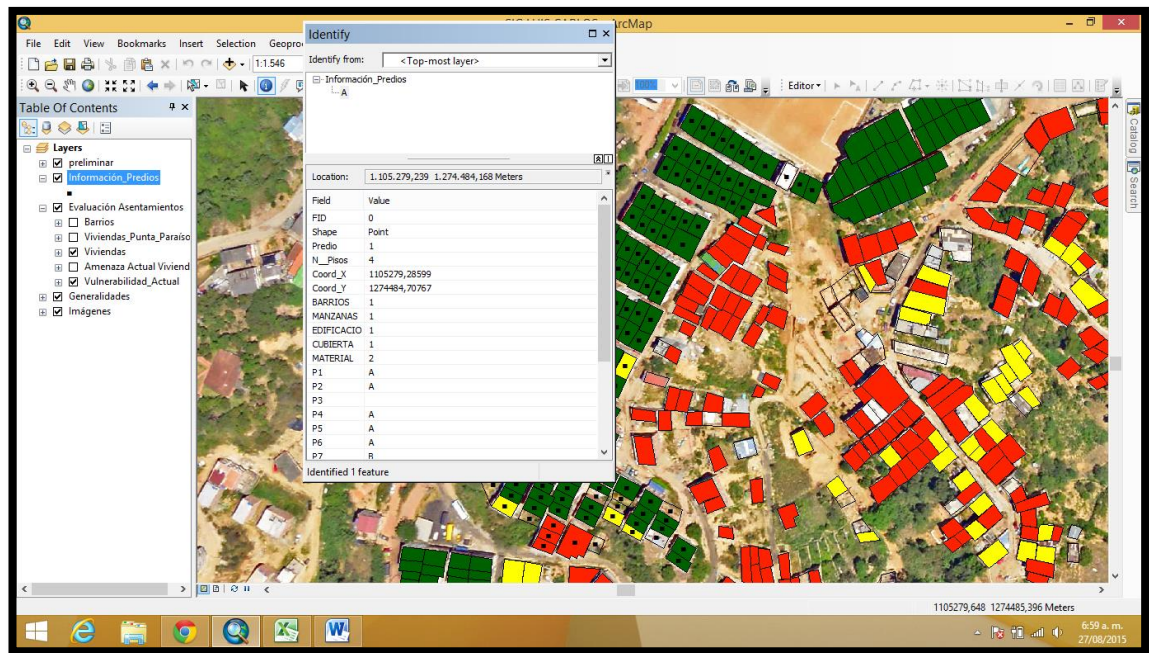 ArcMap
File Edit View Bookmarks Insert Selection Geopro
1:1.546
100%
Editor
Table Of Contents
Layers
preliminar
Información_Predios
Evaluación Asentamientos
Barrios
Viviendas_Punta_Paraíso
Viviendas
Amenaza Actual Viviend
Vulnerabilidad_Actual
Generalidades
Imágenes
Identify
Identify from: <Top-most layer>
Información_Predios
A
Location: 1.105.279,239 1.274.484,168 Meters
Field Value
FID 0
Shape Point
Predio 1
N__Pisos 4
Coord_X 1105279,28599
Coord_Y 1274484,70767
BARRIOS 1
MANZANAS 1
EDIFICACIO 1
CUBIERTA 1
MATERIAL 2
P1 A
P2 A
P3
P4 A
P5 A
P6 A
P7 B
Identified 1 feature
Catalog
Search
1105279,648 1274485,396 Meters
6:59 a. m.
27/08/2015